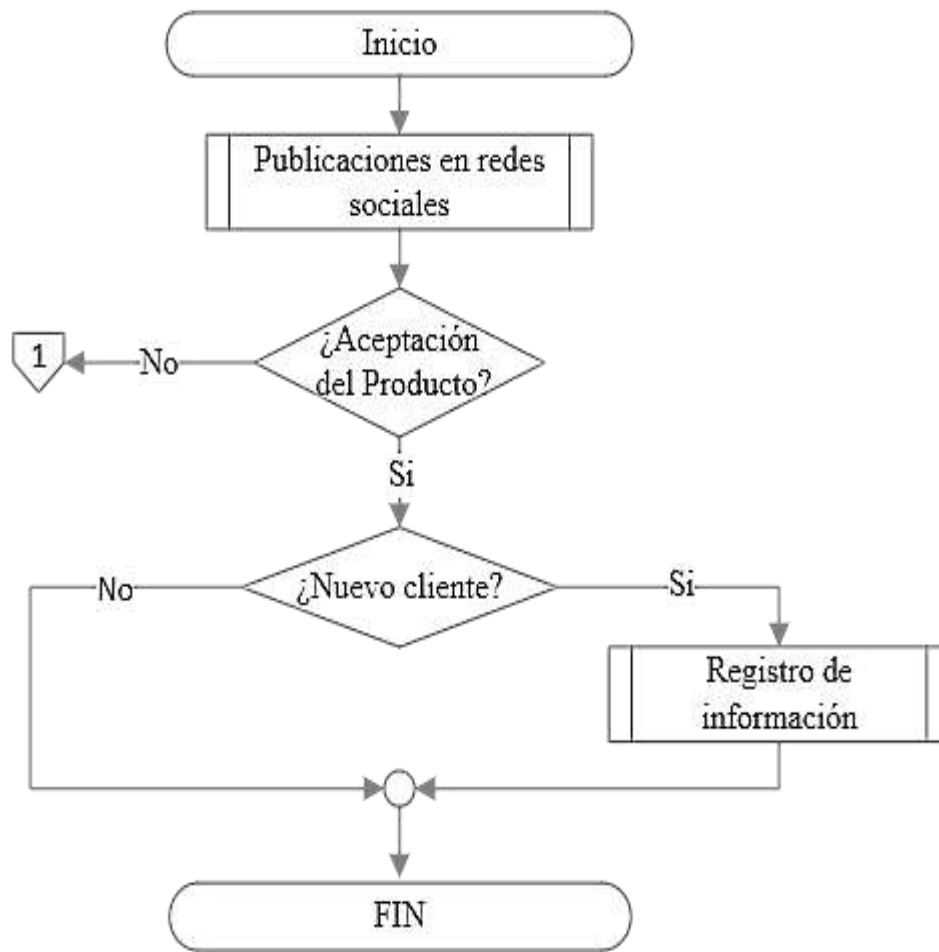 Inicio
Publicaciones en redes
sociales
¿Aceptación
del Producto?
No
1
Si
¿Nuevo cliente?
No
Si
Registro de
información
FIN